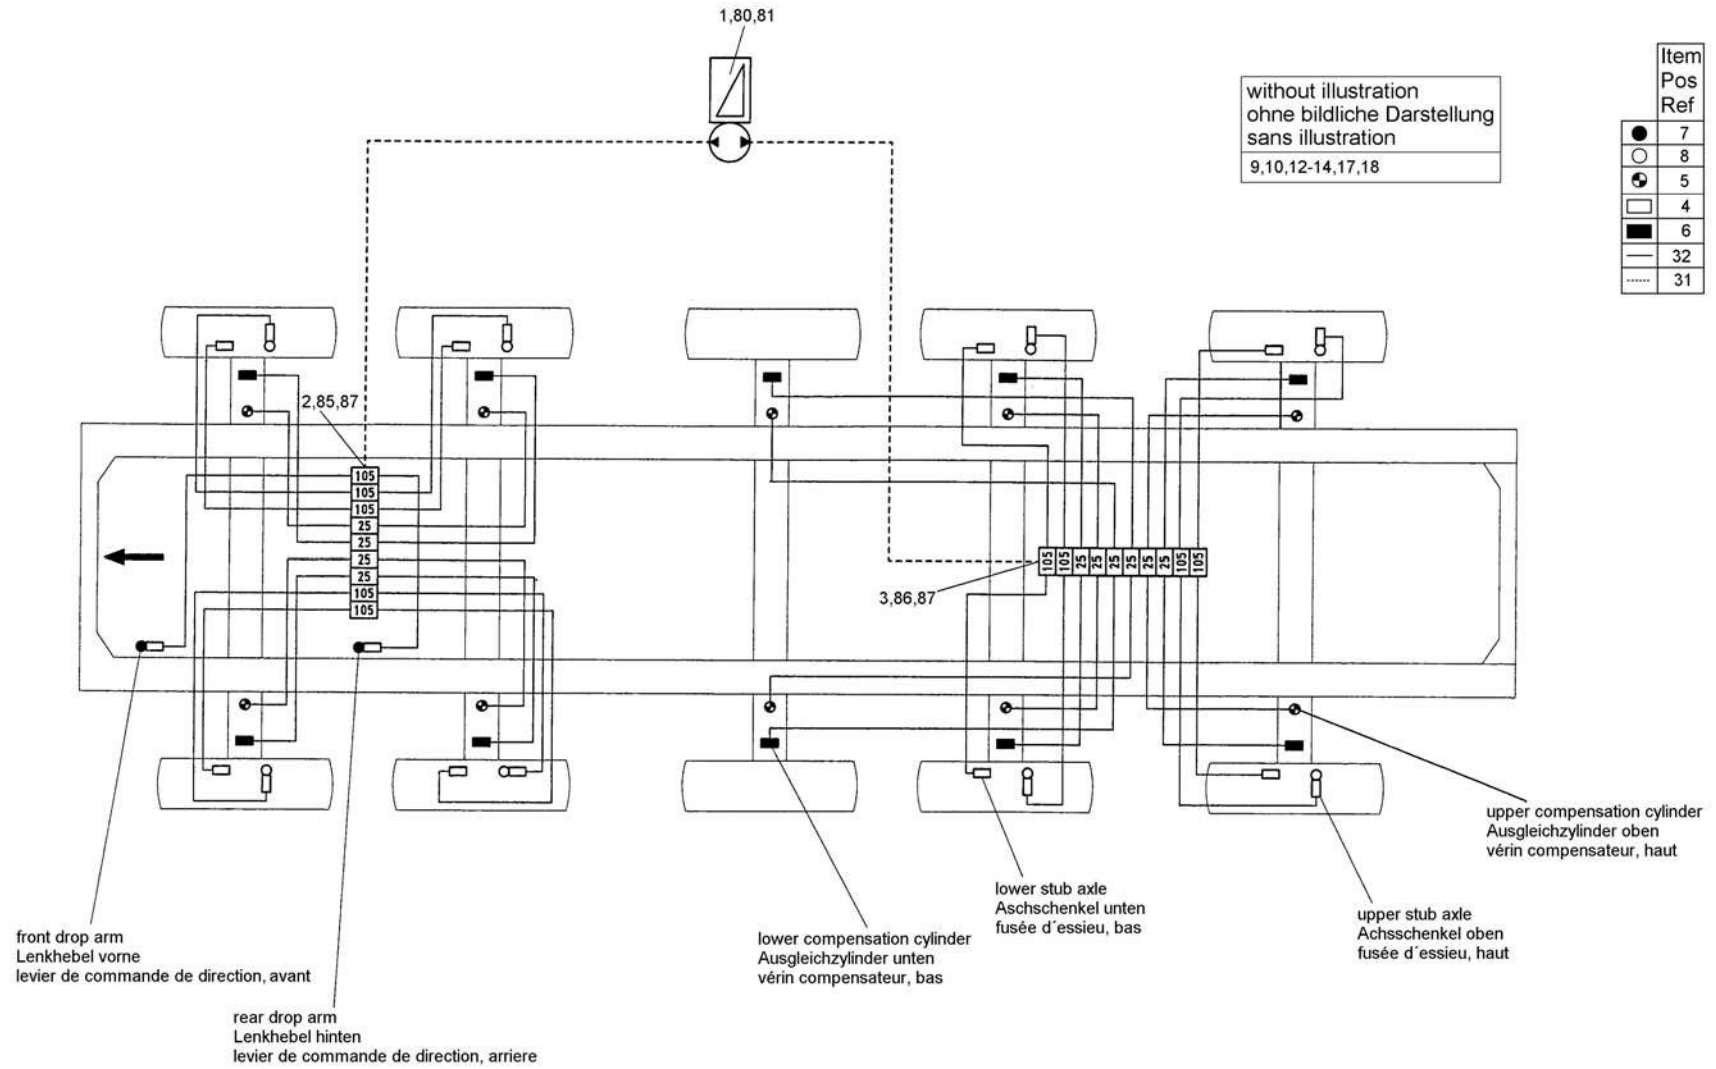 1,80,81
without illustration
ohne bildliche Darstellung
sans illustration
9,10,12-14,17,18
Item
Pos
Ref
7
8
5
4
6
32
31
2,85,87
105
105
105
25
25
25
25
105
105
105
105
25
25
25
25
25
25
105
105
3,86,87
upper compensation cylinder
Ausgleichzylinder oben
vérin compensateur, haut
lower stub axle
Aschschenkel unten
fusée d´essieu, bas
upper stub axle
Achsschenkel oben
fusée d´essieu, haut
lower compensation cylinder
Ausgleichzylinder unten
vérin compensateur, bas
front drop arm
Lenkhebel vorne
levier de commande de direction, avant
rear drop arm
Lenkhebel hinten
levier de commande de direction, arriere